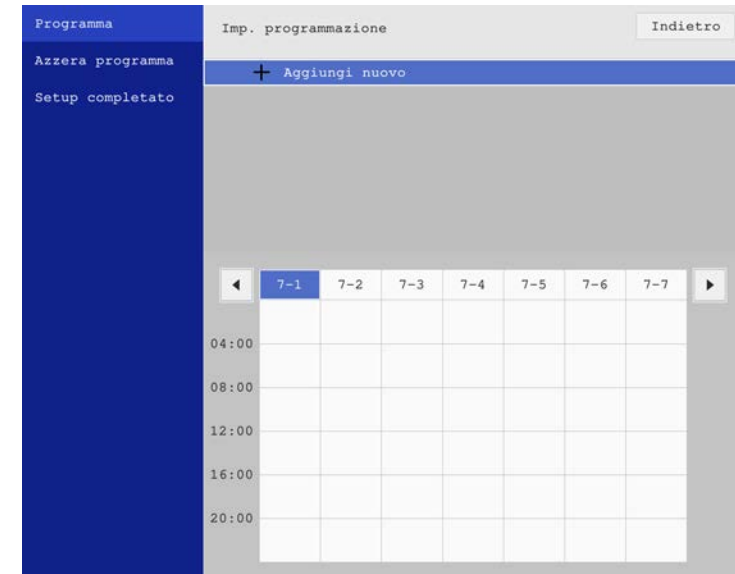 Programma
Azzera programma
Setup completato
Imp. programmazione
Indietro
+ Aggiungi nuovo
7-1 7-2 7-3 7-4 7-5 7-6 7-7
04:00
08:00
12:00
16:00
20:00